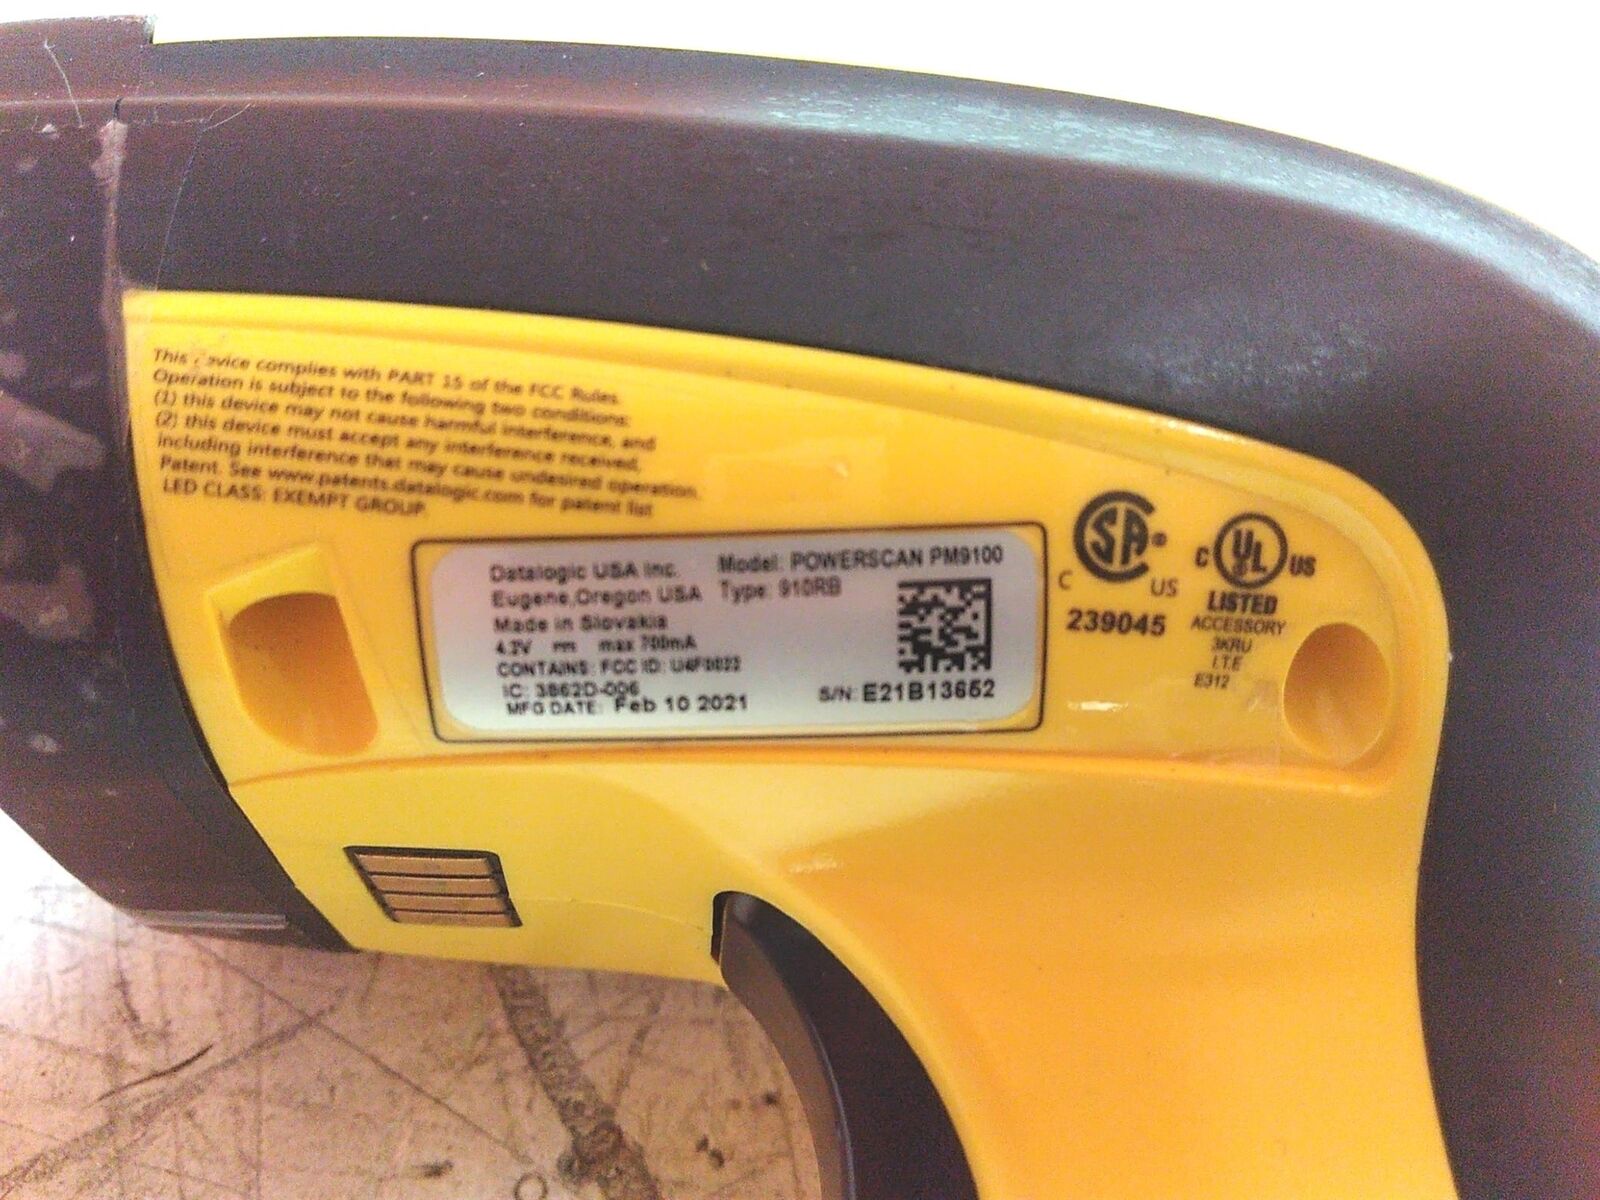 This device complies with PART 15 of the FCC Rules.
Operation is subject to the following two conditions:
(1) this device may not cause harmful interference, and
(2) this device must accept any interference received,
including interference that may cause undesired operation.
Patent. See www.patents.datalogic.com for patent list
LED CLASS: EXEMPT GROUP.
Datalogic USA Inc.
Eugene,Oregon USA
Made in Slovakia
4.2V max 700mA
CONTAINS: FCC ID: U4F0022
IC: 3862D-006
MFG DATE: Feb 10 2021
Model: POWERSCAN PM9100
Type: 910RB
S/N: E21B13652
C SA ® US
239045
C UL US
LISTED
ACCESSORY
3KRU
I.T.E
E312